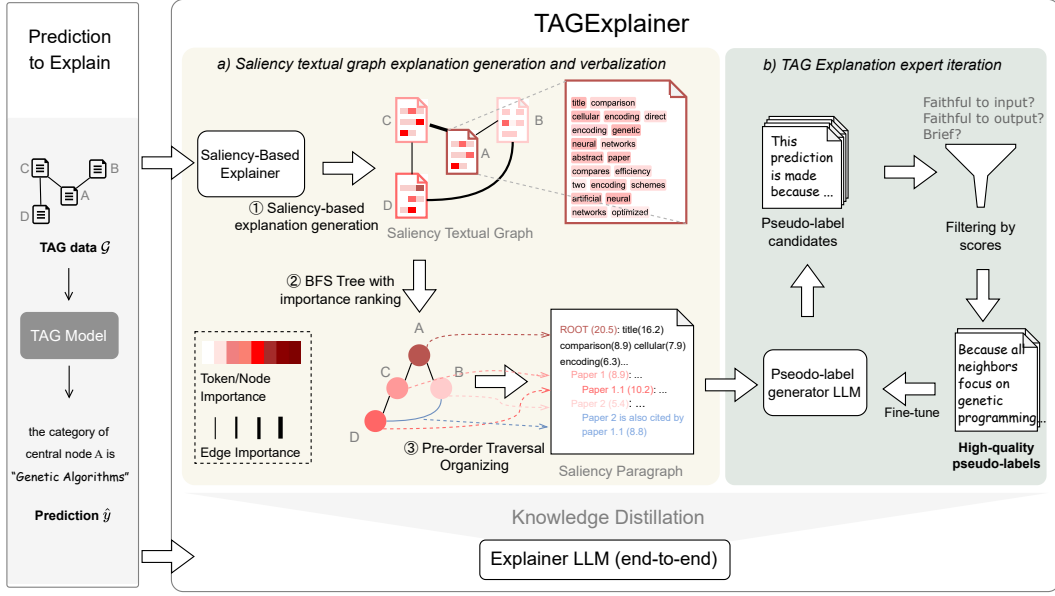 Prediction
to Explain
C
B
A
D
TAG data 𝒢
TAG Model
the category of
central node A is
"Genetic Algorithms"
Prediction ŷ
TAGExplainer
a) Saliency textual graph explanation generation and verbalization
Saliency-Based
Explainer
① Saliency-based
explanation generation
C
B
A
D
Saliency Textual Graph
title comparison
cellular encoding direct
encoding genetic
neural networks
abstract paper
compares efficiency
two encoding schemes
artificial neural
networks optimized
② BFS Tree with
importance ranking
Token/Node
Importance
Edge Importance
A
C
B
D
③ Pre-order Traversal
Organizing
ROOT (20.5): title(16.2)
comparison(8.9) cellular(7.9)
encoding(6.3)...
Paper 1 (8.9): ...
Paper 1.1 (10.2): ...
Paper 2 (5.4): ...
Paper 2 is also cited by
paper 1.1 (8.8)
Saliency Paragraph
b) TAG Explanation expert iteration
This
prediction
is made
because ...
Pseudo-label
candidates
Faithful to input?
Faithful to output?
Brief?
Filtering by
scores
Pseudo-label
generator LLM
Fine-tune
Because all
neighbors
focus on
genetic
programming...
High-quality
pseudo-labels
Knowledge Distillation
Explainer LLM (end-to-end)